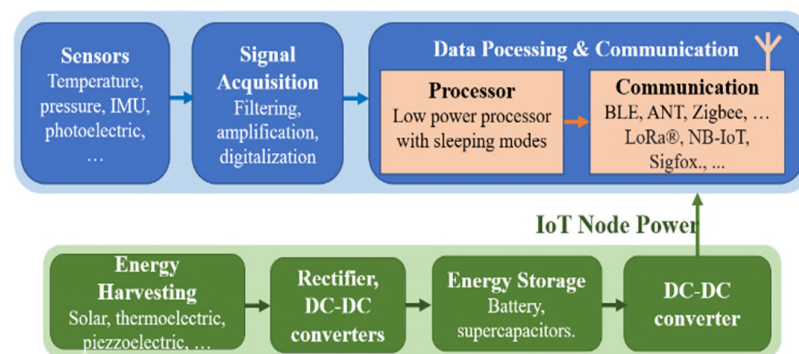 Sensors
Temperature,
pressure, IMU,
photoelectric,
…
Signal
Acquisition
Filtering,
amplification,
digitalization
Data Pocessing & Communication
Processor
Low power processor
with sleeping modes
Communication
BLE, ANT, Zigbee, …
LoRa®, NB-IoT,
Sigfox., ...
IoT Node Power
Energy
Harvesting
Solar, thermoelectric,
piezzoelectric, …
Rectifier,
DC-DC
converters
Energy Storage
Battery,
supercapacitors.
DC-DC
converter